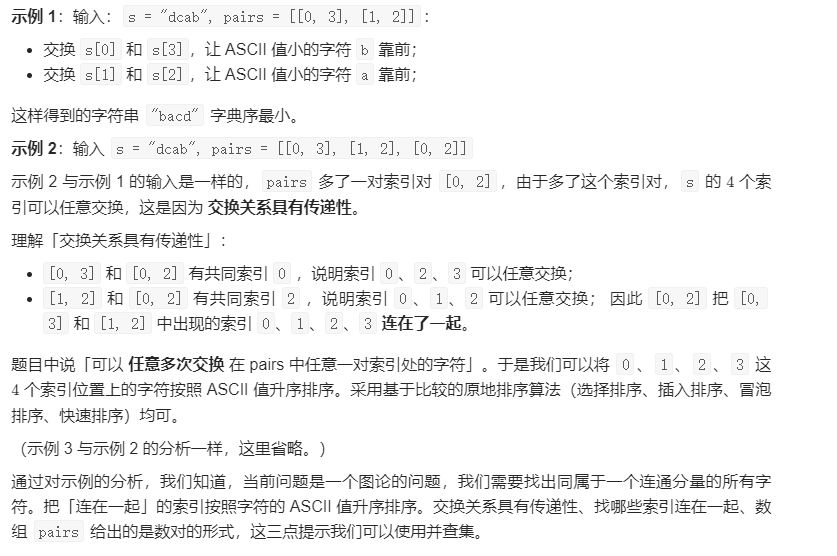 示例 1：输入： s = "dcab", pairs = [[0, 3], [1, 2]]：
• 交换 s[0] 和 s[3]，让 ASCII 值小的字符 b 靠前；
• 交换 s[1] 和 s[2]，让 ASCII 值小的字符 a 靠前；
这样得到的字符串 "bacd" 字典序最小。
示例 2：输入 s = "dcab", pairs = [[0, 3], [1, 2], [0, 2]]
示例 2 与示例 1 的输入是一样的， pairs 多了一对索引对 [0, 2]，由于多了这个索引对， s 的 4 个索
引可以任意交换，这是因为 交换关系具有传递性。
理解「交换关系具有传递性」：
• [0, 3] 和 [0, 2] 有共同索引 0 ，说明索引 0、2、3 可以任意交换；
• [1, 2] 和 [0, 2] 有共同索引 2 ，说明索引 0、1、2 可以任意交换； 因此 [0, 2] 把 [0,
3] 和 [1, 2] 中出现的索引 0、1、2、3 连在了一起。
题目中说「可以 任意多次交换 在 pairs 中任意一对索引处的字符」。于是我们可以将 0、1、2、3 这
4 个索引位置上的字符按照 ASCII 值升序排序。采用基于比较的原地排序算法（选择排序、插入排序、冒泡
排序、快速排序）均可。
（示例 3 与示例 2 的分析一样，这里省略。）
通过对示例的分析，我们知道，当前问题是一个图论的问题，我们需要找出同属于一个连通分量的所有字
符。把「连在一起」的索引按照字符的 ASCII 值升序排序。交换关系具有传递性、找哪些索引连在一起、数
组 pairs 给出的是数对的形式，这三点提示我们可以使用并查集。